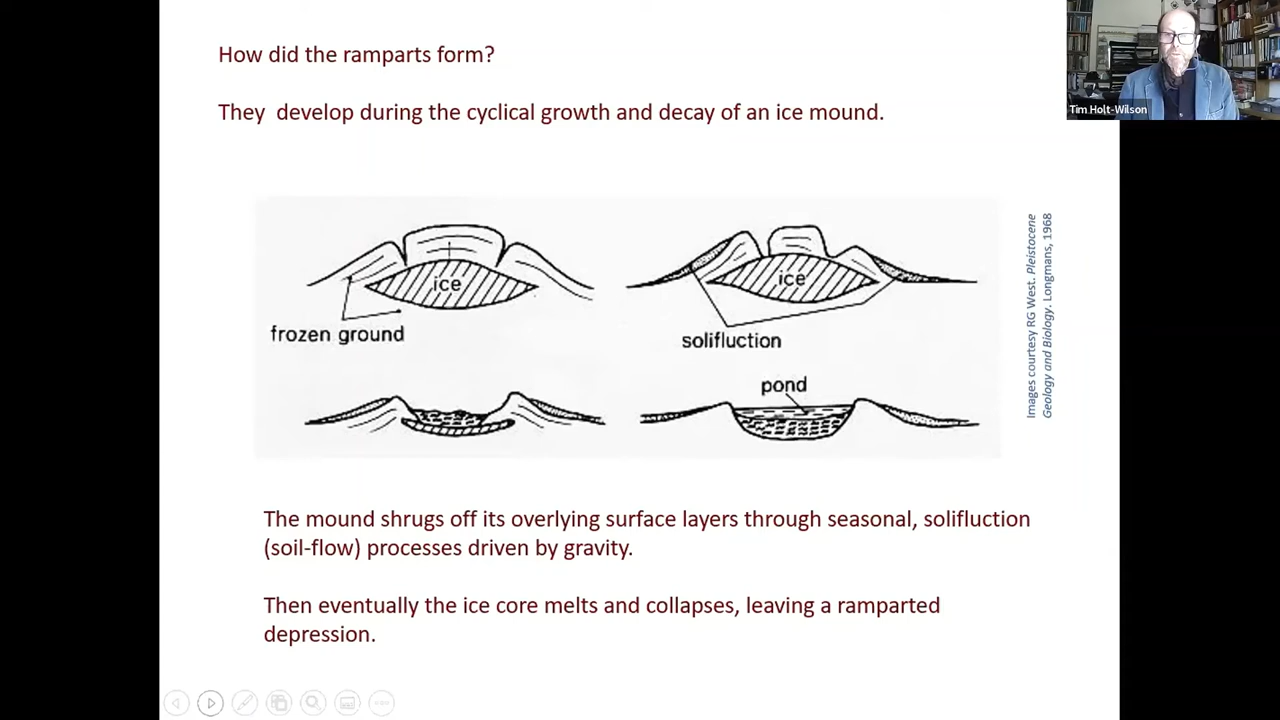 How did the ramparts form?
They develop during the cyclical growth and decay of an ice mound.
Tim Holt-Wilson
ice
frozen ground
ice
solifluction
pond
Images courtesy RG West. Pleistocene
Geology and Biology. Longmans, 1968
The mound shrugs off its overlying surface layers through seasonal, solifluction
(soil-flow) processes driven by gravity.
Then eventually the ice core melts and collapses, leaving a ramparted
depression.